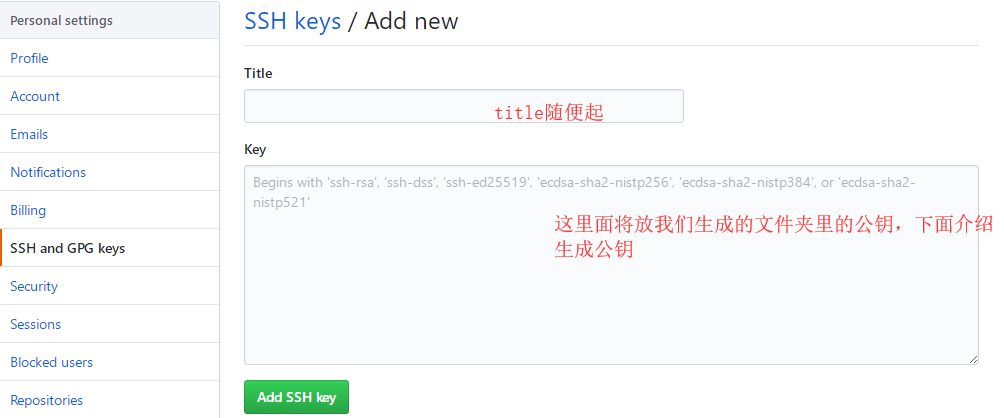 Personal settings
Profile
Account
Emails
Notifications
Billing
SSH and GPG keys
Security
Sessions
Blocked users
Repositories
SSH keys / Add new
Title
title随便起
Key
Begins with 'ssh-rsa', 'ssh-dss', 'ssh-ed25519', 'ecdsa-sha2-nistp256', 'ecdsa-sha2-nistp384', or 'ecdsa-sha2-
nistp521'
这里面将放我们生成的文件夹里的公钥，下面介绍
生成公钥
Add SSH key